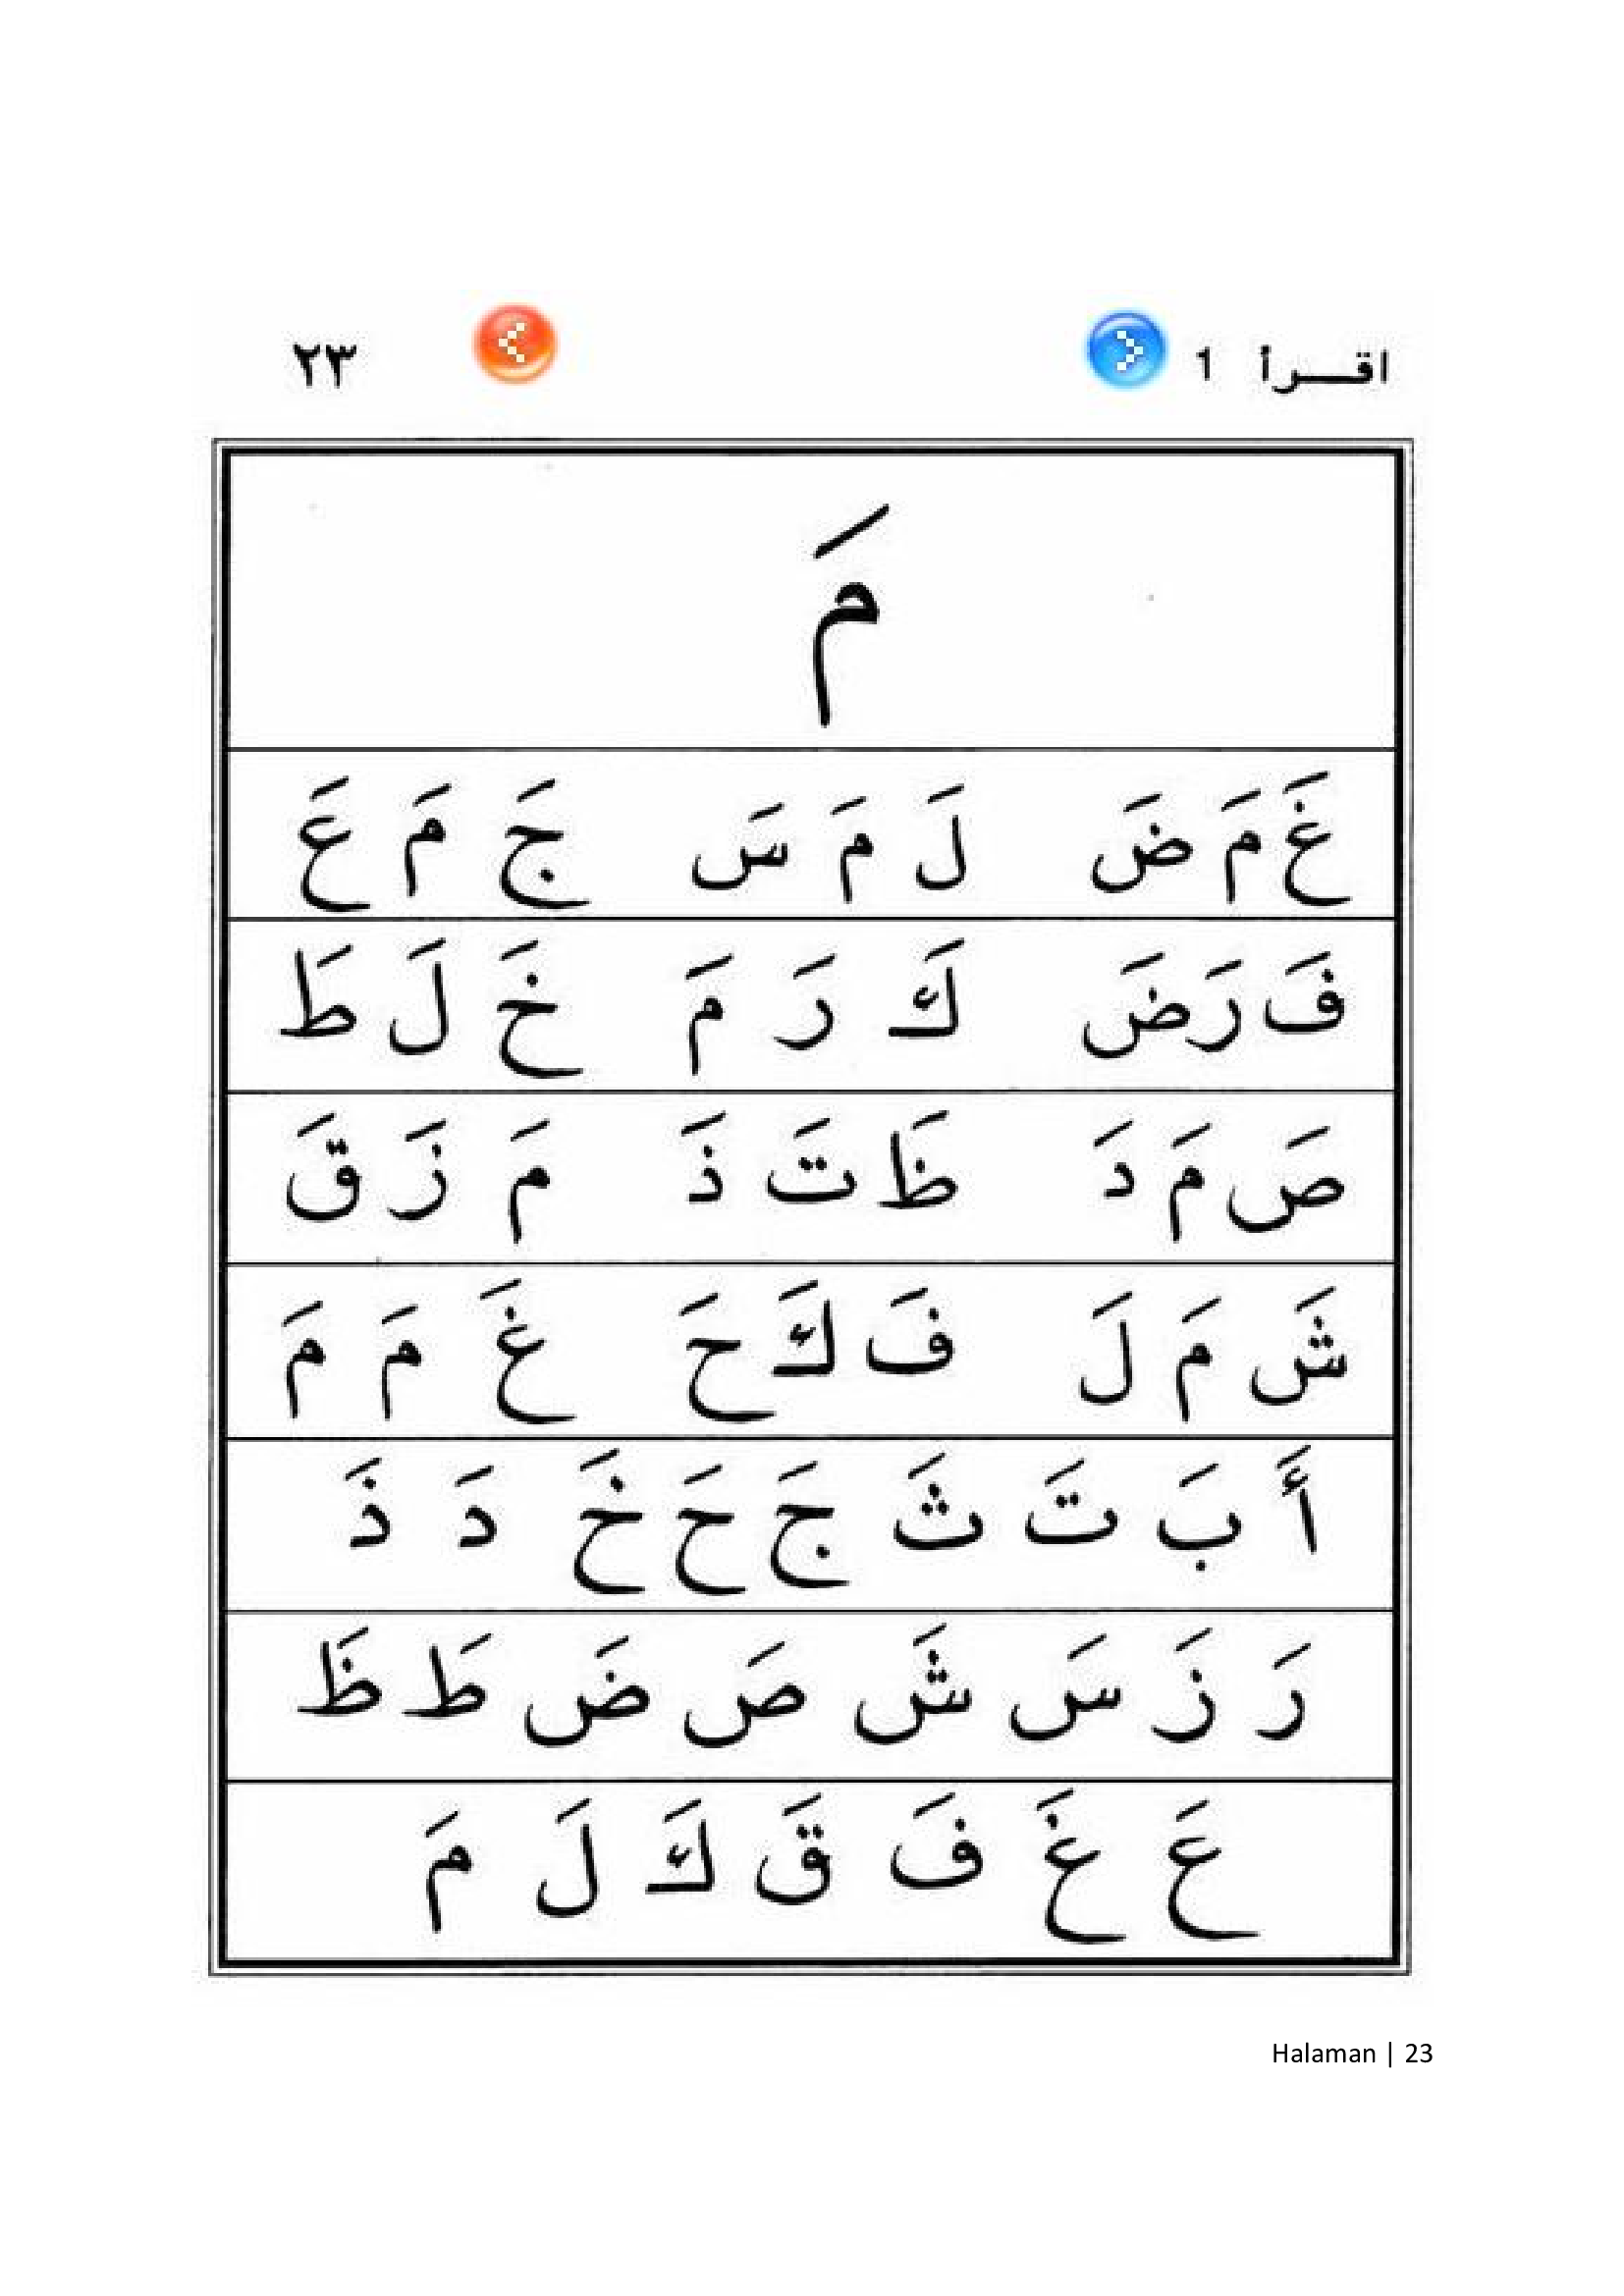 اقـــرأ 1 ٢٣
مَ
غَ مَ ضَ لَ مَ سَ جَ مَ عَ
فَ رَ ضَ كَ رَ مَ خَ لَ طَ
صَ مَ دَ ظَ تَ ذَ مَ زَ قَ
شَ مَ لَ فَ كَ حَ غَ مَ مَ
أَ بَ تَ ثَ جَ حَ خَ دَ ذَ
رَ زَ سَ شَ صَ ضَ طَ ظَ
عَ غَ فَ قَ كَ لَ مَ
Halaman | 23